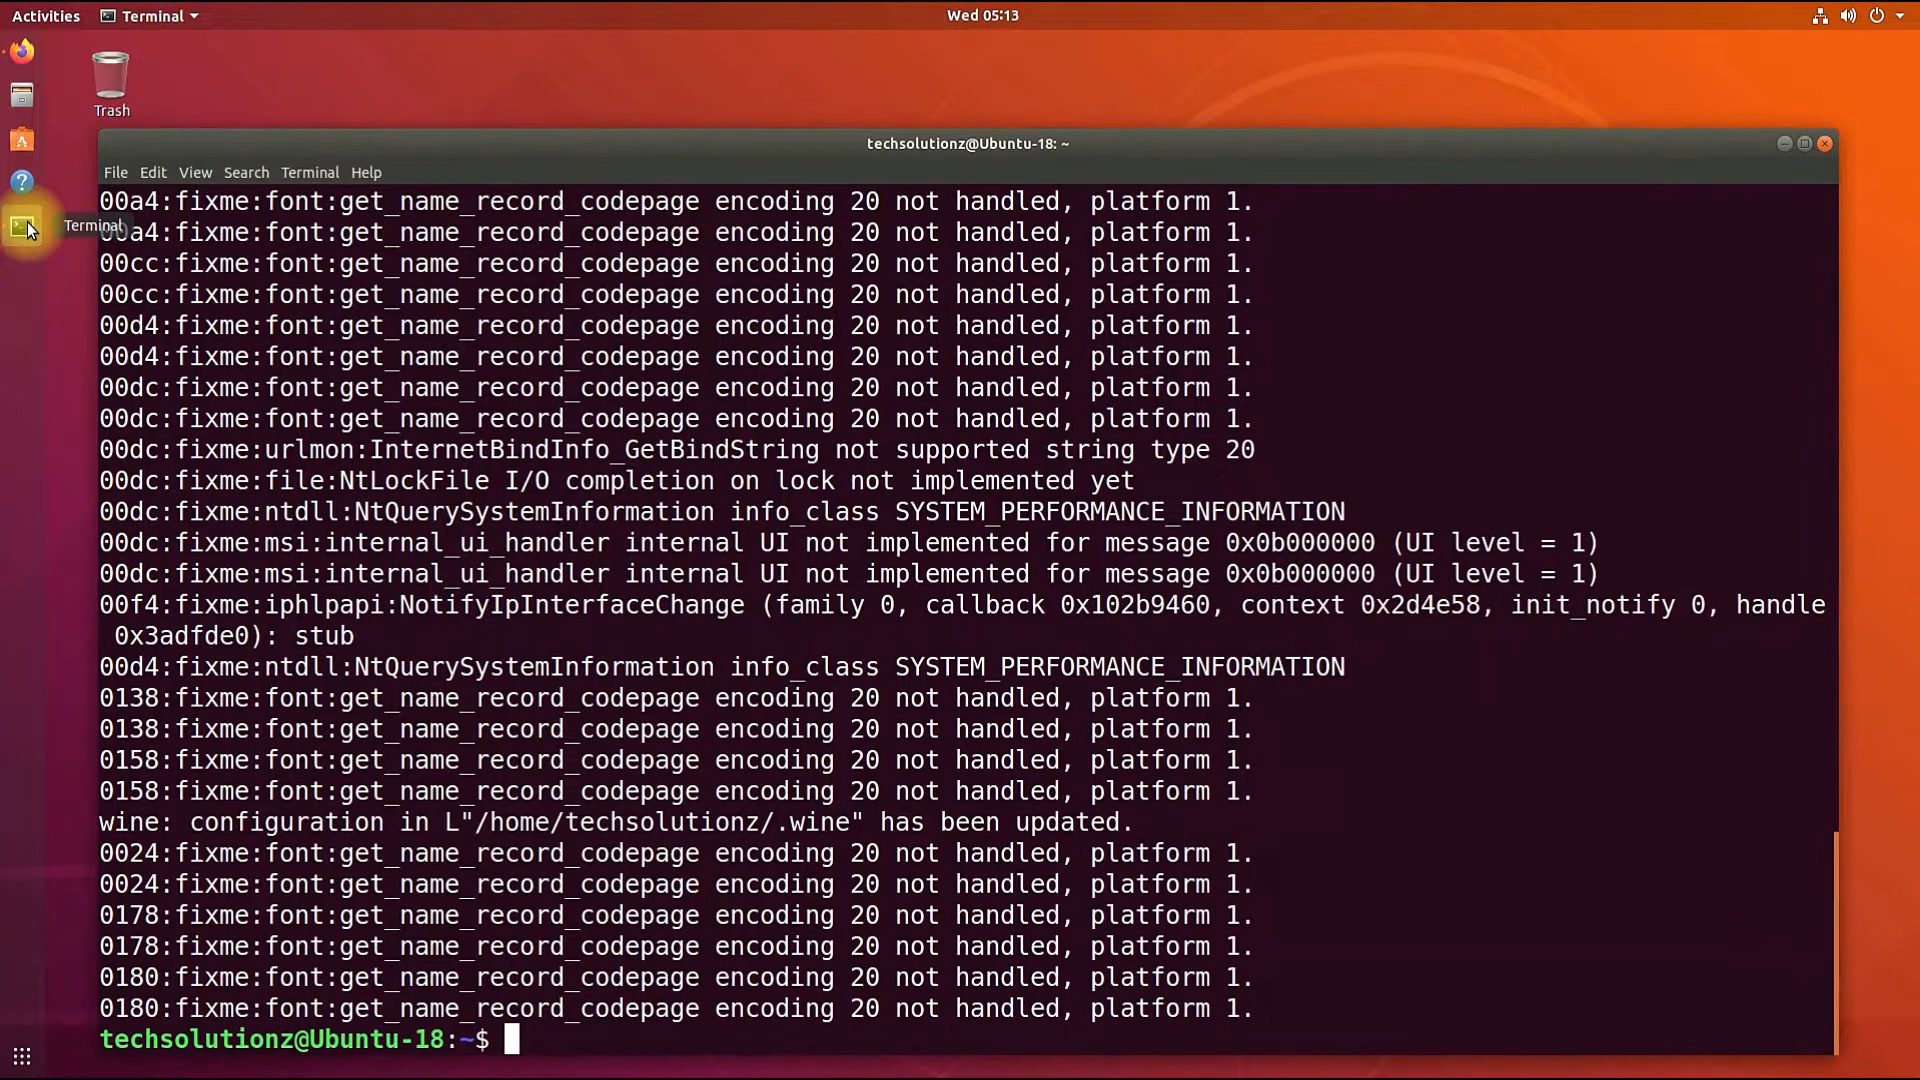 Activities Terminal Wed 05:13
Trash
techsolutionz@Ubuntu-18: ~
File Edit View Search Terminal Help
Terminal
00a4:fixme:font:get_name_record_codepage encoding 20 not handled, platform 1.
00a4:fixme:font:get_name_record_codepage encoding 20 not handled, platform 1.
00cc:fixme:font:get_name_record_codepage encoding 20 not handled, platform 1.
00cc:fixme:font:get_name_record_codepage encoding 20 not handled, platform 1.
00d4:fixme:font:get_name_record_codepage encoding 20 not handled, platform 1.
00d4:fixme:font:get_name_record_codepage encoding 20 not handled, platform 1.
00dc:fixme:font:get_name_record_codepage encoding 20 not handled, platform 1.
00dc:fixme:font:get_name_record_codepage encoding 20 not handled, platform 1.
00dc:fixme:urlmon:InternetBindInfo_GetBindString not supported string type 20
00dc:fixme:file:NtLockFile I/O completion on lock not implemented yet
00dc:fixme:ntdll:NtQuerySystemInformation info_class SYSTEM_PERFORMANCE_INFORMATION
00dc:fixme:msi:internal_ui_handler internal UI not implemented for message 0x0b000000 (UI level = 1)
00dc:fixme:msi:internal_ui_handler internal UI not implemented for message 0x0b000000 (UI level = 1)
00f4:fixme:iphlpapi:NotifyIpInterfaceChange (family 0, callback 0x102b9460, context 0x2d4e58, init_notify 0, handle
0x3adfde0): stub
00d4:fixme:ntdll:NtQuerySystemInformation info_class SYSTEM_PERFORMANCE_INFORMATION
0138:fixme:font:get_name_record_codepage encoding 20 not handled, platform 1.
0138:fixme:font:get_name_record_codepage encoding 20 not handled, platform 1.
0158:fixme:font:get_name_record_codepage encoding 20 not handled, platform 1.
0158:fixme:font:get_name_record_codepage encoding 20 not handled, platform 1.
wine: configuration in L"/home/techsolutionz/.wine" has been updated.
0024:fixme:font:get_name_record_codepage encoding 20 not handled, platform 1.
0024:fixme:font:get_name_record_codepage encoding 20 not handled, platform 1.
0178:fixme:font:get_name_record_codepage encoding 20 not handled, platform 1.
0178:fixme:font:get_name_record_codepage encoding 20 not handled, platform 1.
0180:fixme:font:get_name_record_codepage encoding 20 not handled, platform 1.
0180:fixme:font:get_name_record_codepage encoding 20 not handled, platform 1.
techsolutionz@Ubuntu-18:~$